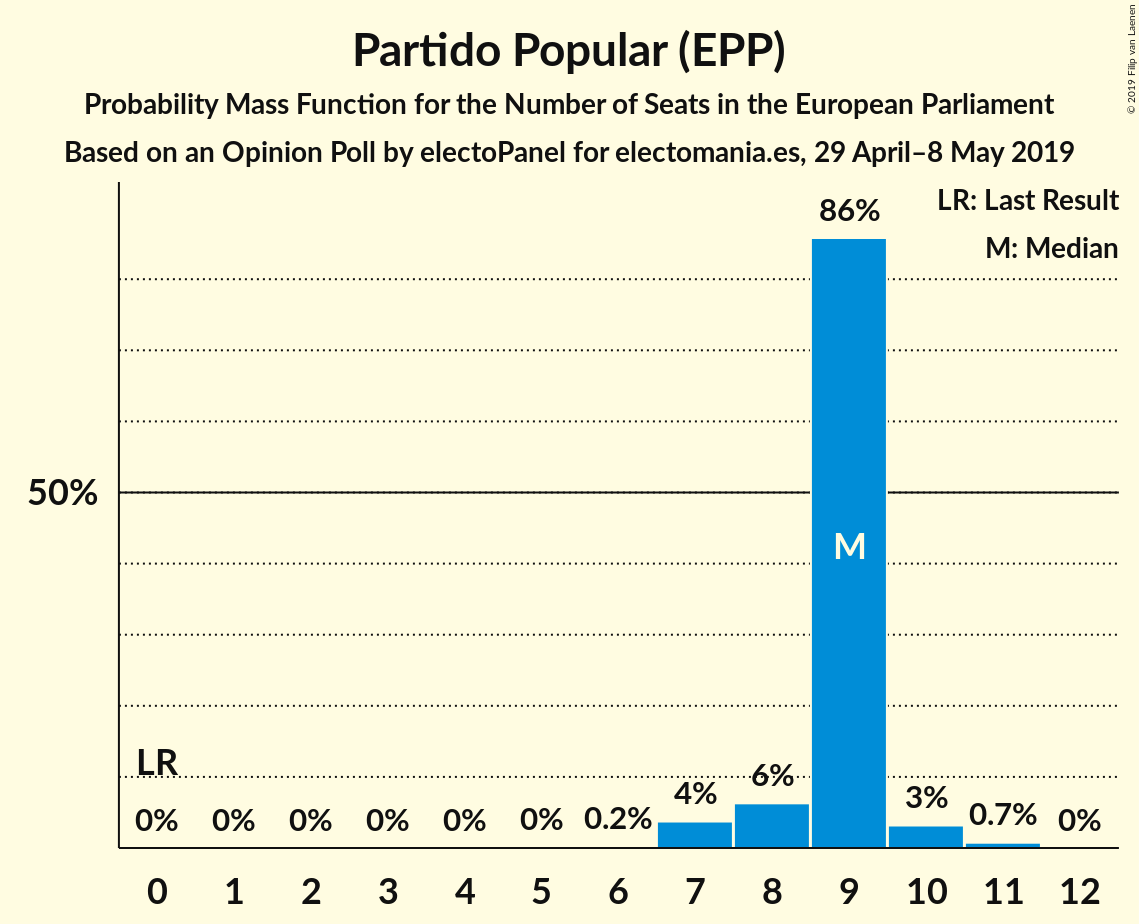 Partido Popular (EPP)
Probability Mass Function for the Number of Seats in the European Parliament
Based on an Opinion Poll by electoPanel for electomania.es, 29 April–8 May 2019
© 2019 Filip van Laenen
LR: Last Result
M: Median
86%
50%
M
LR
0% 0% 0% 0% 0% 0% 0.2% 4% 6% 3% 0.7% 0%
0 1 2 3 4 5 6 7 8 9 10 11 12